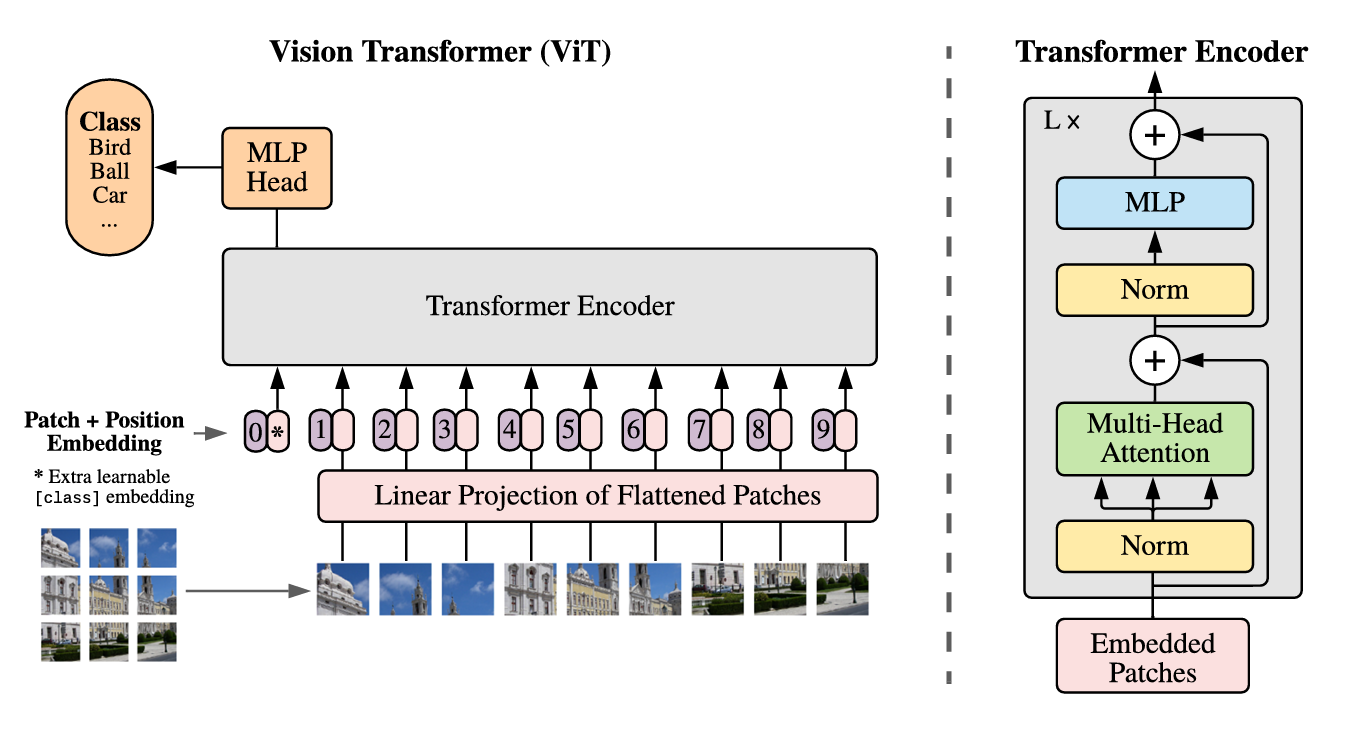 Vision Transformer (ViT)
Class
Bird
Ball
Car
...
MLP
Head
Transformer Encoder
Patch + Position
Embedding
0 * 1 2 3 4 5 6 7 8 9
* Extra learnable
[class] embedding
Linear Projection of Flattened Patches
Transformer Encoder
L ×
+
MLP
Norm
+
Multi-Head
Attention
Norm
Embedded
Patches